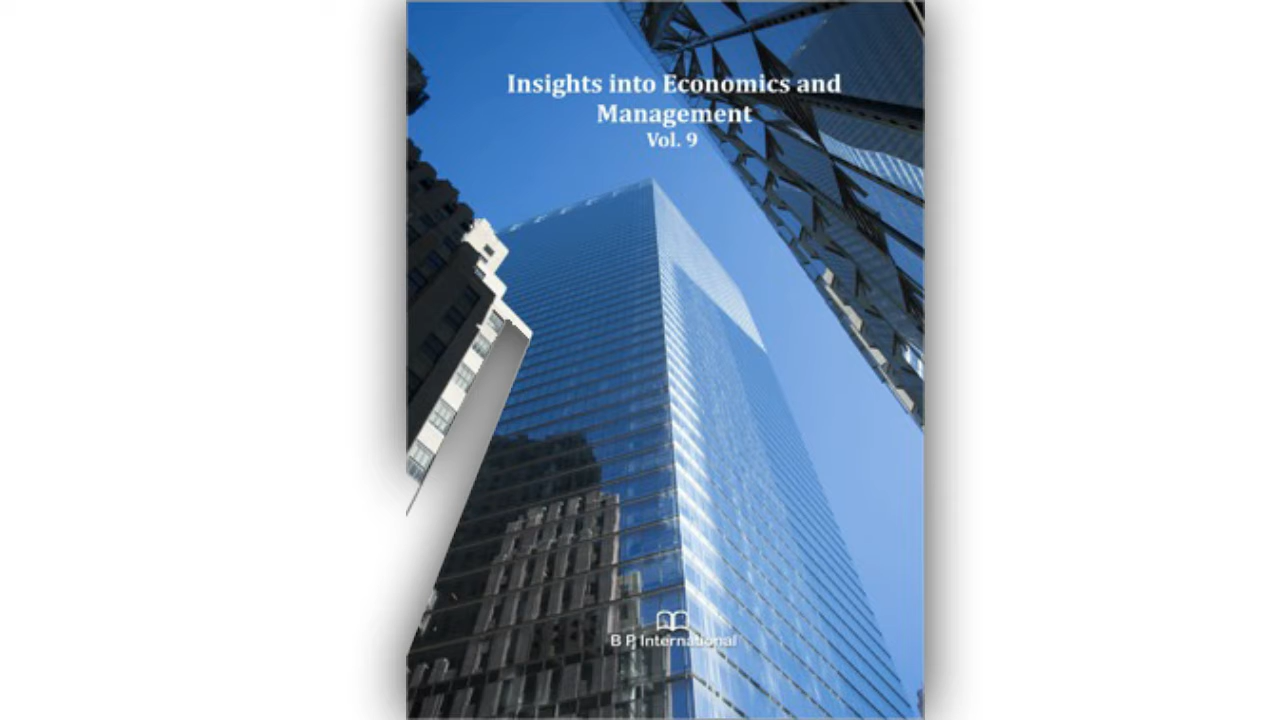 Insights into Economics and
Management
Vol. 9
B P International